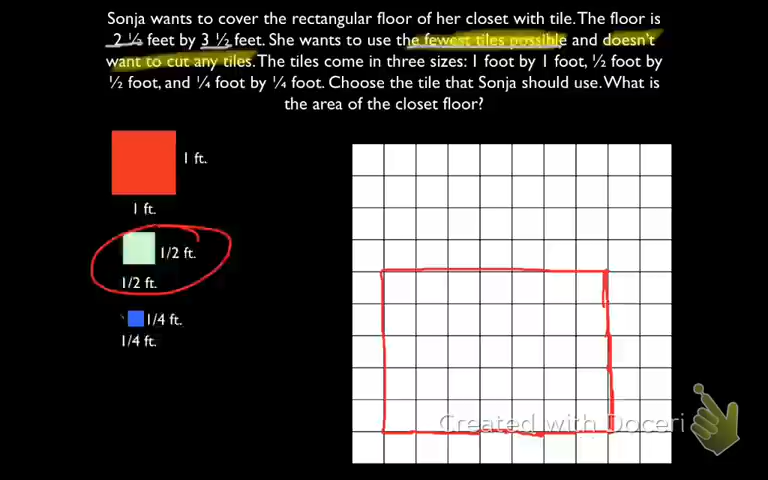 Sonja wants to cover the rectangular floor of her closet with tile. The floor is
2 ½ feet by 3 ½ feet. She wants to use the fewest tiles possible and doesn't
want to cut any tiles. The tiles come in three sizes: 1 foot by 1 foot, ½ foot by
½ foot, and ¼ foot by ¼ foot. Choose the tile that Sonja should use. What is
the area of the closet floor?
1 ft.
1 ft.
1/2 ft.
1/2 ft.
1/4 ft.
1/4 ft.
Created with Doceri